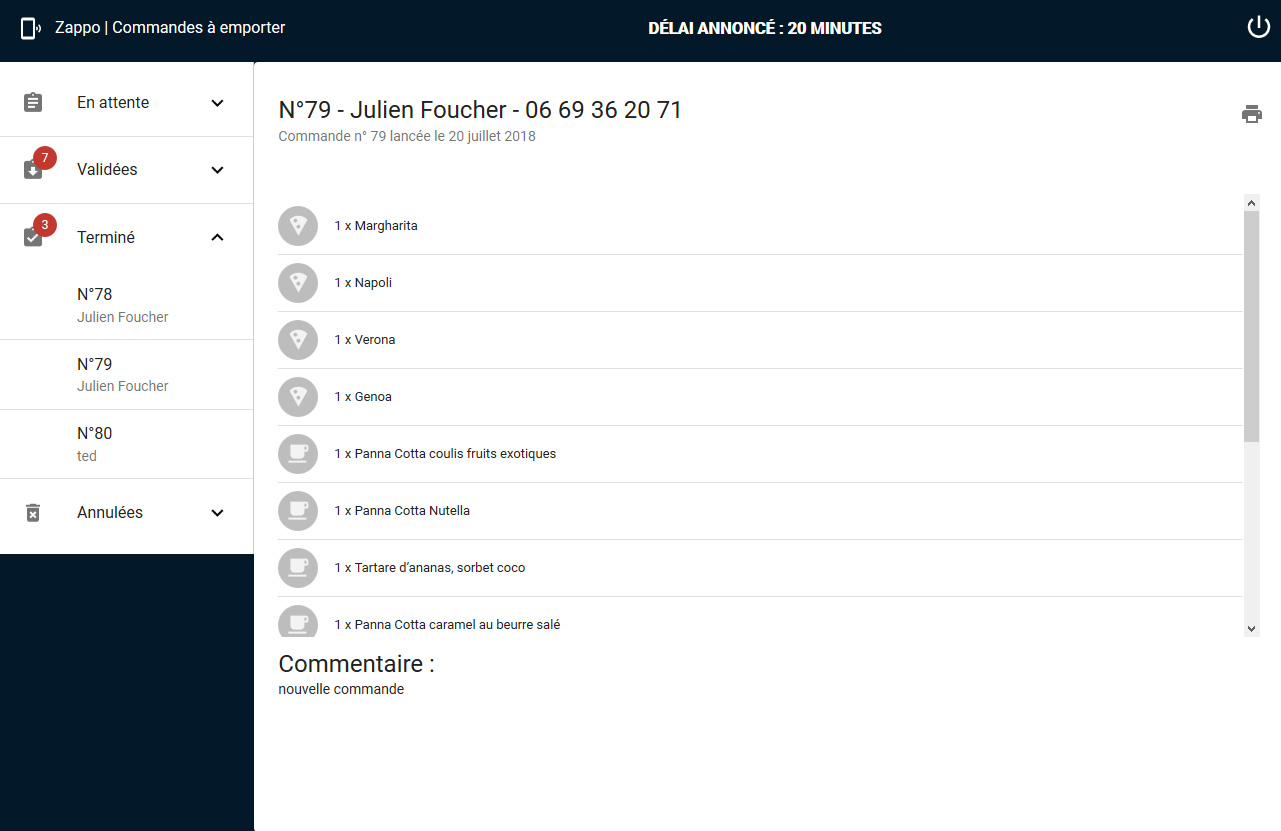 Zappo | Commandes à emporter
DÉLAI ANNONCÉ : 20 MINUTES
En attente
7
Validées
3
Terminé
N°78
Julien Foucher
N°79
Julien Foucher
N°80
ted
Annulées
N°79 - Julien Foucher - 06 69 36 20 71
Commande n° 79 lancée le 20 juillet 2018
1 x Margharita
1 x Napoli
1 x Verona
1 x Genoa
1 x Panna Cotta coulis fruits exotiques
1 x Panna Cotta Nutella
1 x Tartare d’ananas, sorbet coco
1 x Panna Cotta caramel au beurre salé
Commentaire :
nouvelle commande